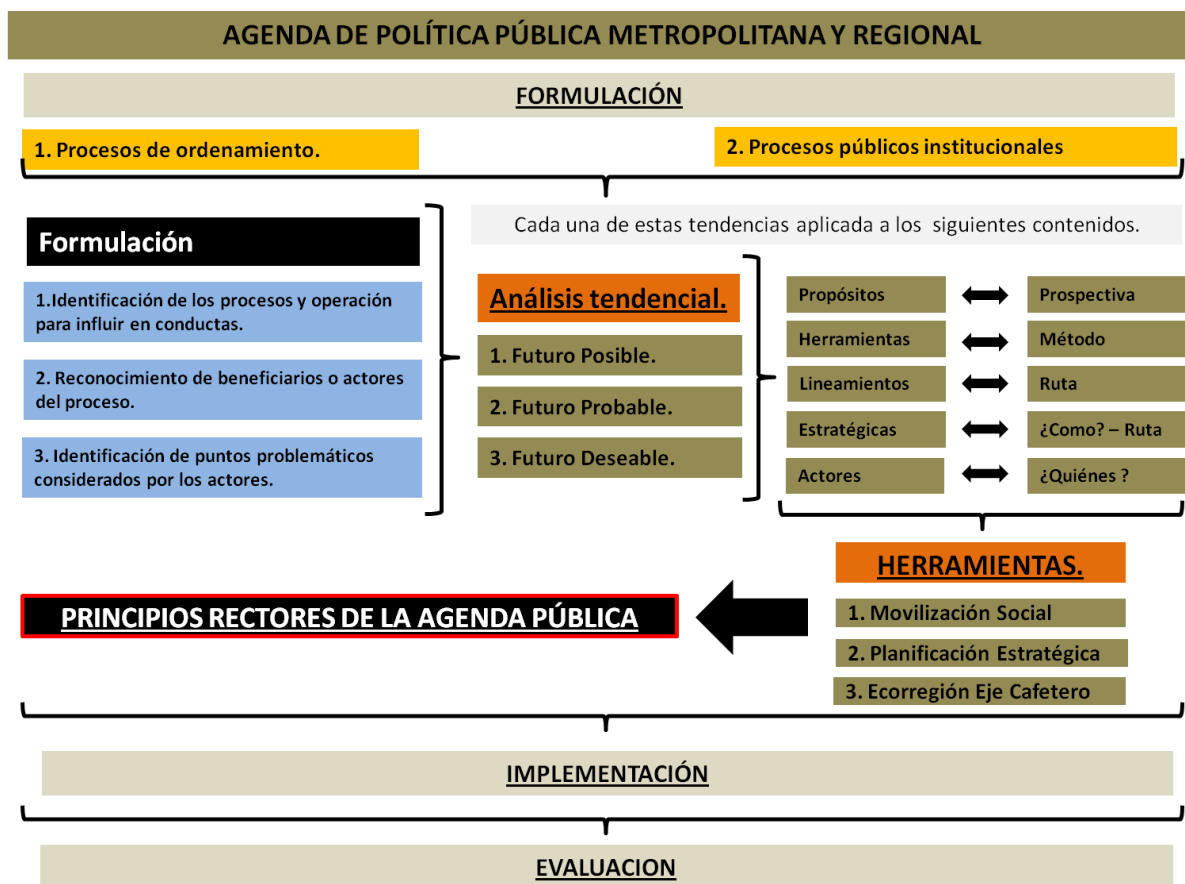 AGENDA DE POLÍTICA PÚBLICA METROPOLITANA Y REGIONAL
FORMULACIÓN
1. Procesos de ordenamiento.
2. Procesos públicos institucionales
Formulación
1.Identificación de los procesos y operación
para influir en conductas.
2. Reconocimiento de beneficiarios o actores
del proceso.
3. Identificación de puntos problemáticos
considerados por los actores.
Cada una de estas tendencias aplicada a los siguientes contenidos.
Análisis tendencial.
1. Futuro Posible.
2. Futuro Probable.
3. Futuro Deseable.
Propósitos
Prospectiva
Herramientas
Método
Lineamientos
Ruta
Estratégicas
¿Como? – Ruta
Actores
¿Quiénes ?
HERRAMIENTAS.
1. Movilización Social
2. Planificación Estratégica
3. Ecorregión Eje Cafetero
PRINCIPIOS RECTORES DE LA AGENDA PÚBLICA
IMPLEMENTACIÓN
EVALUACION